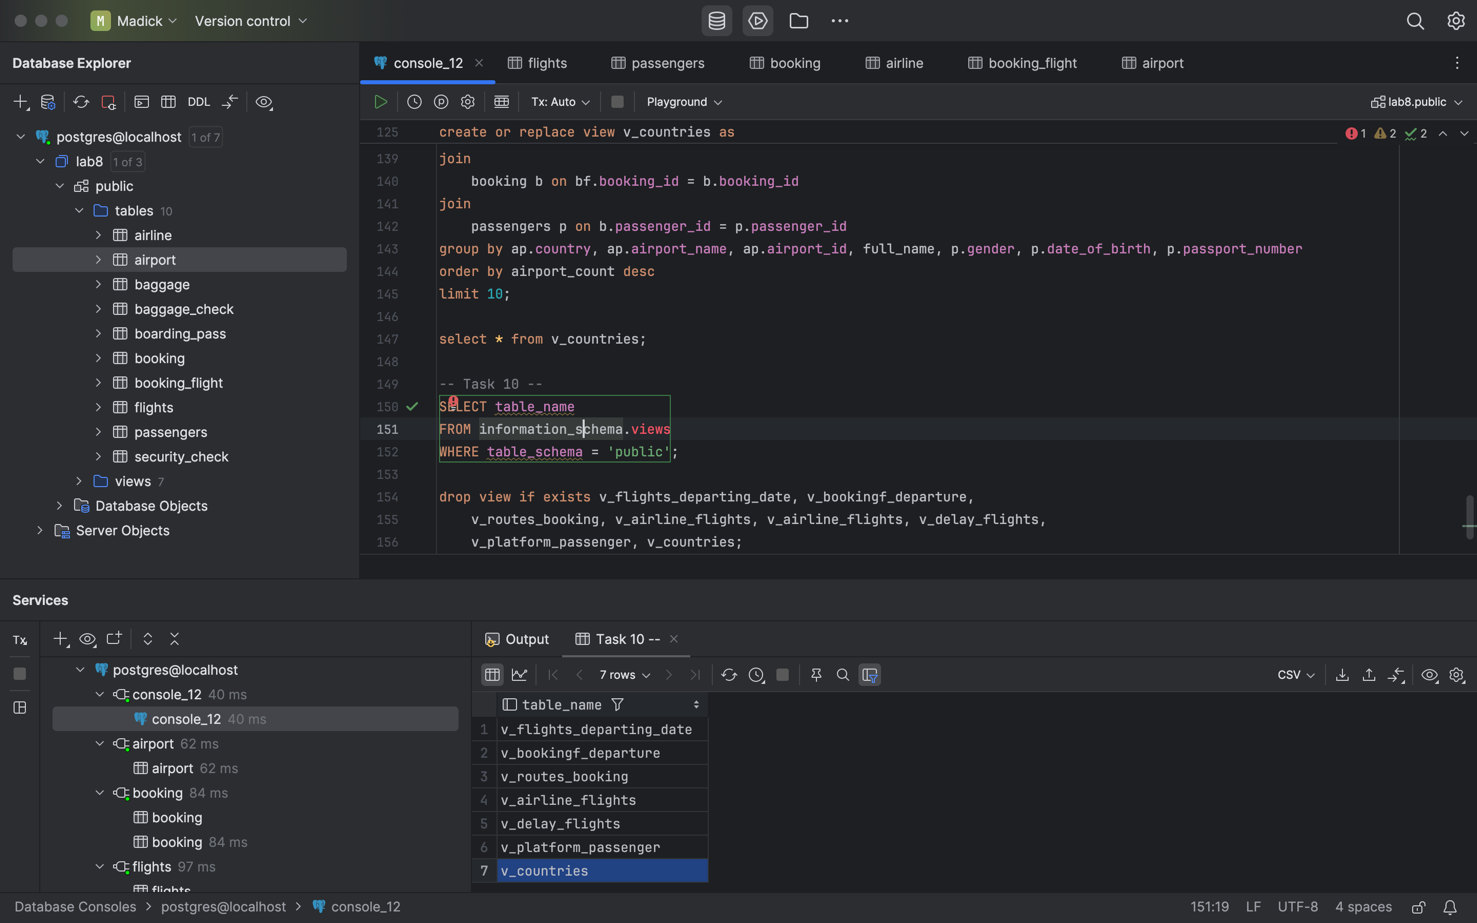 M Madick Version control
Database Explorer
console_12 flights passengers booking airline booking_flight airport
DDL
Tx: Auto Playground lab8.public
postgres@localhost 1 of 7
lab8 1 of 3
public
tables 10
airline
airport
baggage
baggage_check
boarding_pass
booking
booking_flight
flights
passengers
security_check
views 7
Database Objects
Server Objects
125 create or replace view v_countries as
1 2 2
139 join
140 booking b on bf.booking_id = b.booking_id
141 join
142 passengers p on b.passenger_id = p.passenger_id
143 group by ap.country, ap.airport_name, ap.airport_id, full_name, p.gender, p.date_of_birth, p.passport_number
144 order by airport_count desc
145 limit 10;
146
147 select * from v_countries;
148
149 -- Task 10 --
150 SELECT table_name
151 FROM information_schema.views
152 WHERE table_schema = 'public';
153
154 drop view if exists v_flights_departing_date, v_bookingf_departure,
155 v_routes_booking, v_airline_flights, v_airline_flights, v_delay_flights,
156 v_platform_passenger, v_countries;
Services
Tx
postgres@localhost
console_12 40 ms
console_12 40 ms
airport 62 ms
airport 62 ms
booking 84 ms
booking
booking 84 ms
flights 97 ms
flights
Output Task 10 --
7 rows CSV
table_name
1 v_flights_departing_date
2 v_bookingf_departure
3 v_routes_booking
4 v_airline_flights
5 v_delay_flights
6 v_platform_passenger
7 v_countries
Database Consoles > postgres@localhost > console_12
151:19 LF UTF-8 4 spaces